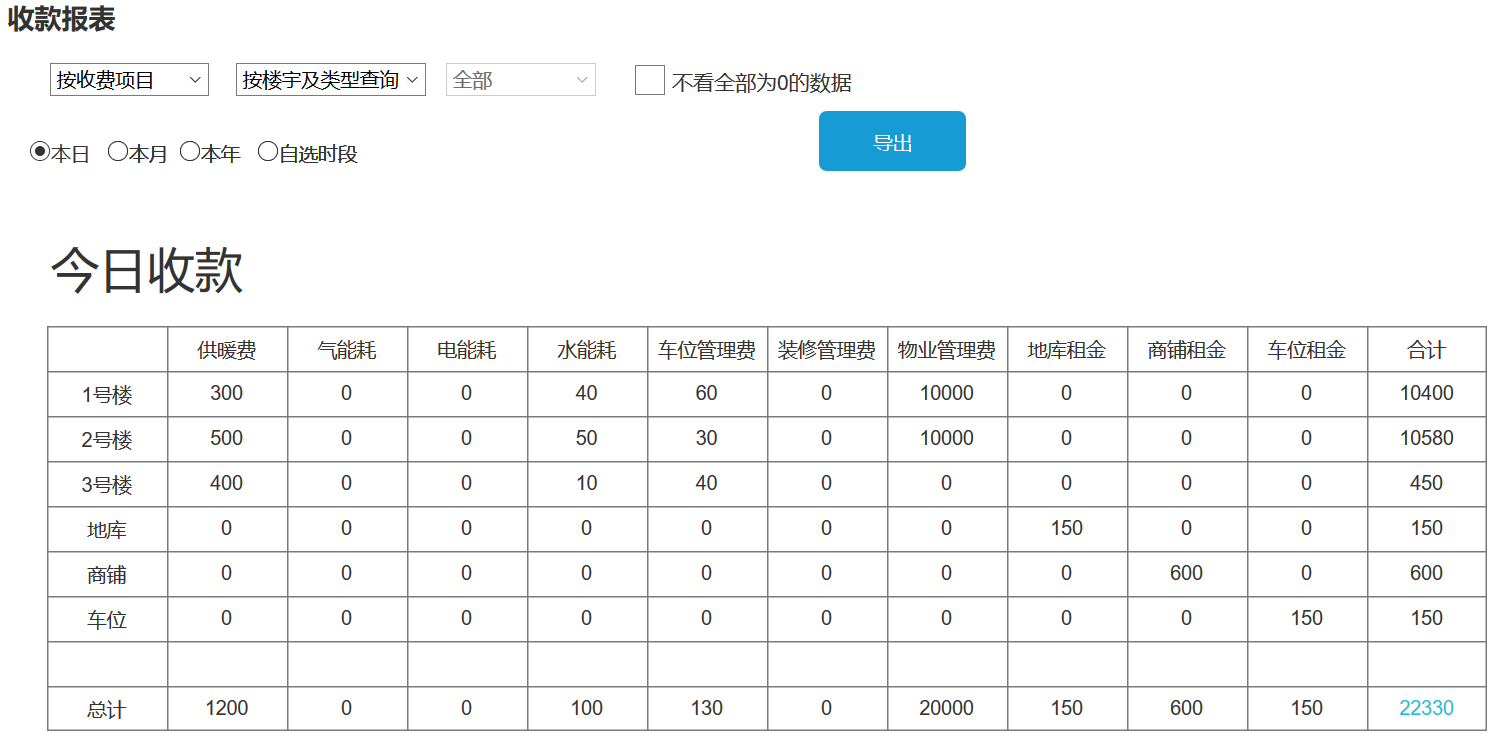 收款报表
按收费项目 按楼宇及类型查询 全部 不看全部为0的数据
导出
本日 本月 本年 自选时段
今日收款
供暖费 气能耗 电能耗 水能耗 车位管理费 装修管理费 物业管理费 地库租金 商铺租金 车位租金 合计
1号楼 300 0 0 40 60 0 10000 0 0 0 10400
2号楼 500 0 0 50 30 0 10000 0 0 0 10580
3号楼 400 0 0 10 40 0 0 0 0 0 450
地库 0 0 0 0 0 0 0 150 0 0 150
商铺 0 0 0 0 0 0 0 0 600 0 600
车位 0 0 0 0 0 0 0 0 0 150 150
总计 1200 0 0 100 130 0 20000 150 600 150 22330